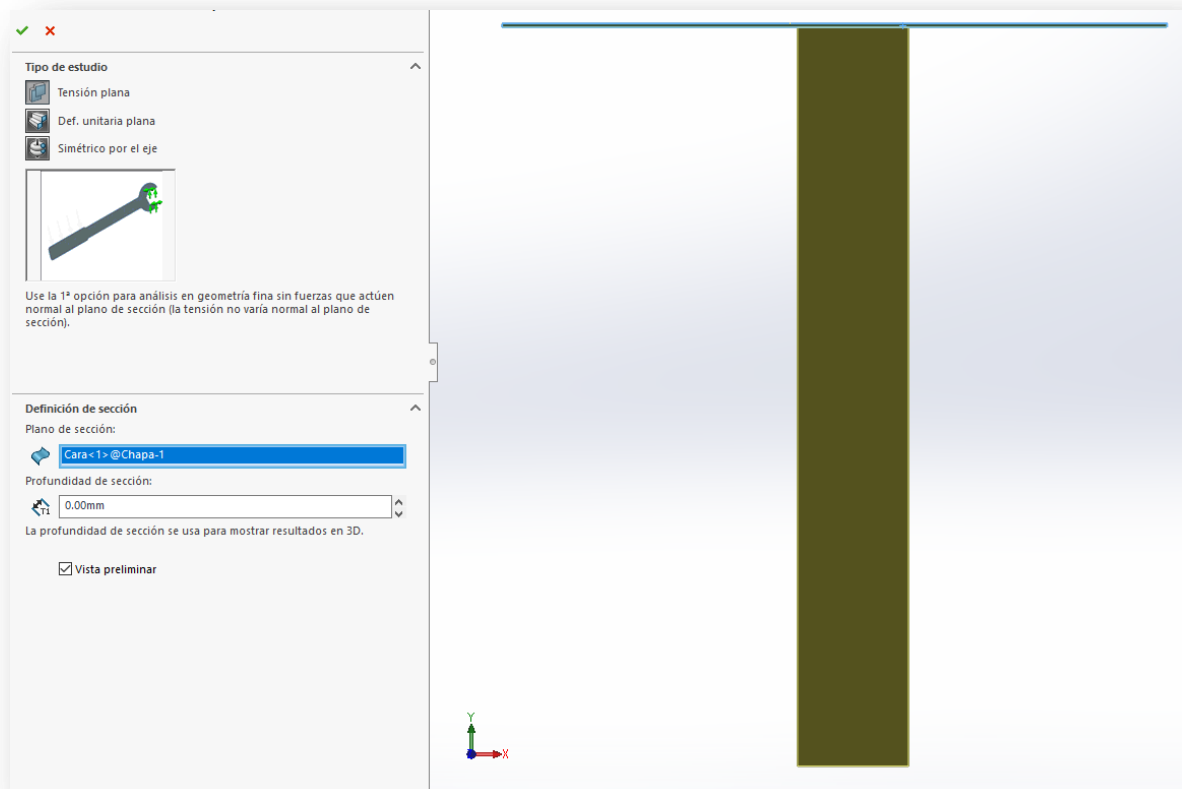 Tipo de estudio
Tensión plana
Def. unitaria plana
Simétrico por el eje
Use la 1ª opción para análisis en geometría fina sin fuerzas que actúen
normal al plano de sección (la tensión no varía normal al plano de
sección).
Definición de sección
Plano de sección:
Cara<1>@Chapa-1
Profundidad de sección:
T1
0.00mm
La profundidad de sección se usa para mostrar resultados en 3D.
Vista preliminar
Y
X